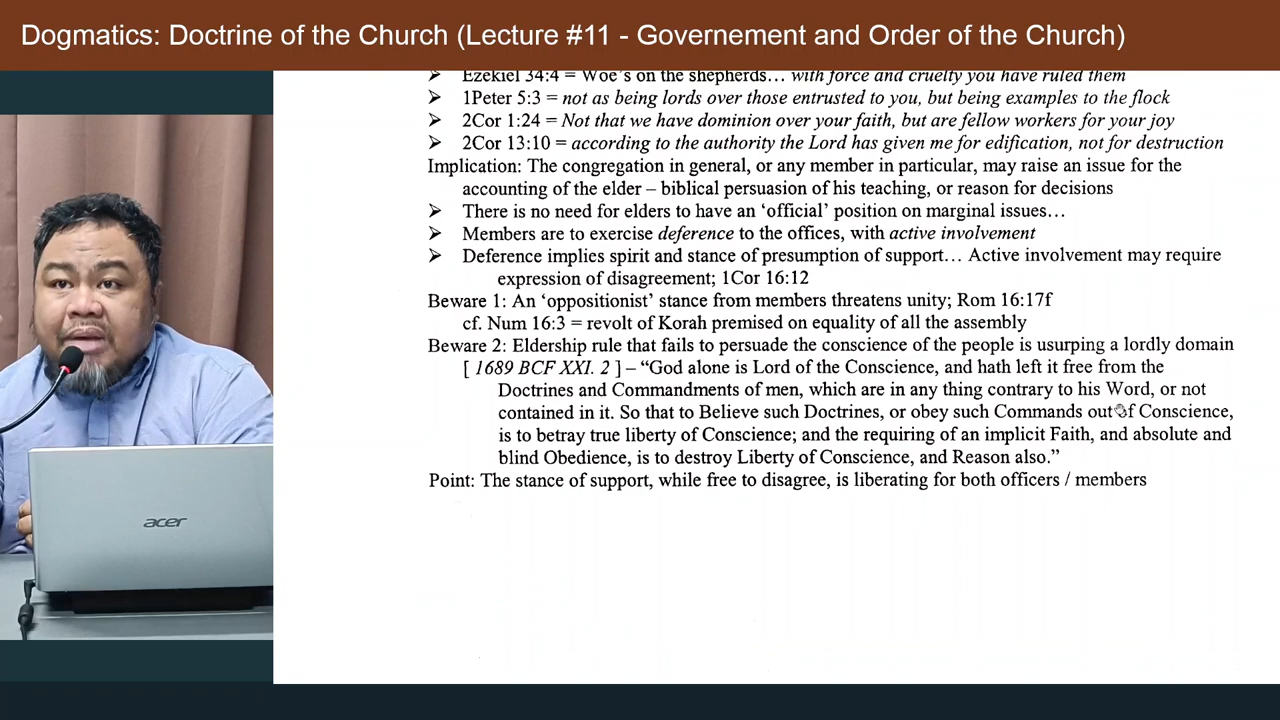 Dogmatics: Doctrine of the Church (Lecture #11 - Governement and Order of the Church)
➢ Ezekiel 34:4 = Woe's on the shepherds… with force and cruelty you have ruled them
➢ 1Peter 5:3 = not as being lords over those entrusted to you, but being examples to the flock
➢ 2Cor 1:24 = Not that we have dominion over your faith, but are fellow workers for your joy
➢ 2Cor 13:10 = according to the authority the Lord has given me for edification, not for destruction
Implication: The congregation in general, or any member in particular, may raise an issue for the
accounting of the elder – biblical persuasion of his teaching, or reason for decisions
➢ There is no need for elders to have an 'official' position on marginal issues…
➢ Members are to exercise deference to the offices, with active involvement
➢ Deference implies spirit and stance of presumption of support… Active involvement may require
expression of disagreement; 1Cor 16:12
Beware 1: An 'oppositionist' stance from members threatens unity; Rom 16:17f
cf. Num 16:3 = revolt of Korah premised on equality of all the assembly
Beware 2: Eldership rule that fails to persuade the conscience of the people is usurping a lordly domain
[ 1689 BCF XXI. 2 ] – "God alone is Lord of the Conscience, and hath left it free from the
Doctrines and Commandments of men, which are in any thing contrary to his Word, or not
contained in it. So that to Believe such Doctrines, or obey such Commands out of Conscience,
is to betray true liberty of Conscience; and the requiring of an implicit Faith, and absolute and
blind Obedience, is to destroy Liberty of Conscience, and Reason also."
Point: The stance of support, while free to disagree, is liberating for both officers / members
acer